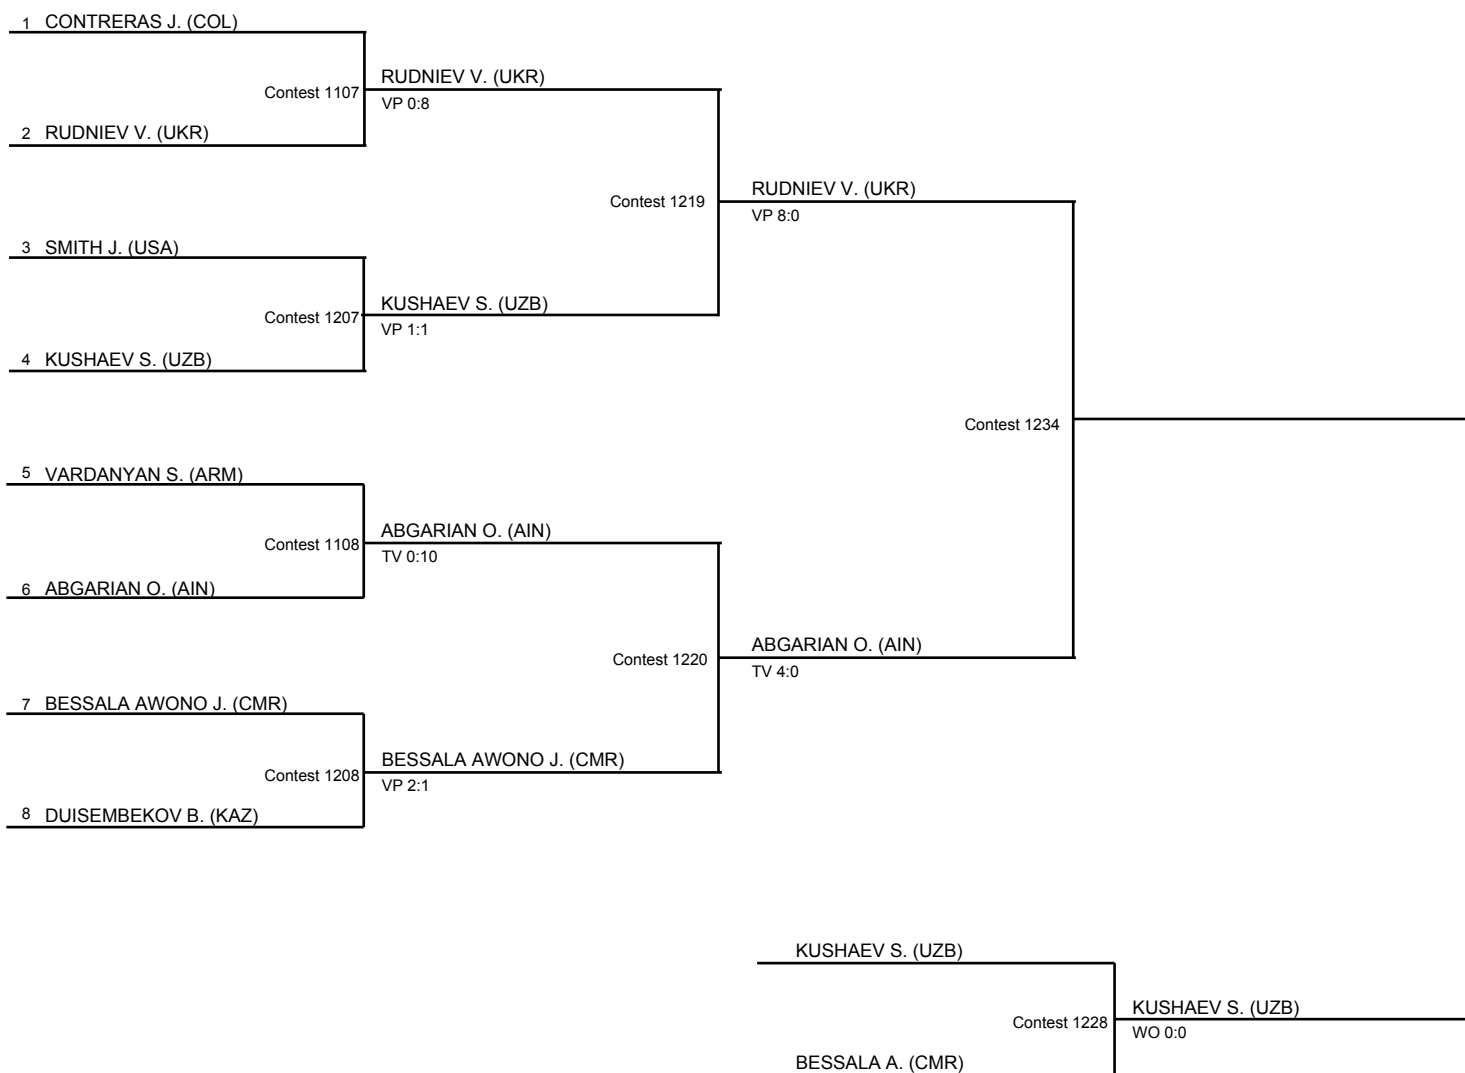 1 CONTRERAS J. (COL)
RUDNIEV V. (UKR)
Contest 1107
VP 0:8
2 RUDNIEV V. (UKR)
RUDNIEV V. (UKR)
Contest 1219
VP 8:0
3 SMITH J. (USA)
KUSHAEV S. (UZB)
Contest 1207
VP 1:1
4 KUSHAEV S. (UZB)
Contest 1234
5 VARDANYAN S. (ARM)
ABGARIAN O. (AIN)
Contest 1108
TV 0:10
6 ABGARIAN O. (AIN)
ABGARIAN O. (AIN)
Contest 1220
TV 4:0
7 BESSALA AWONO J. (CMR)
BESSALA AWONO J. (CMR)
Contest 1208
VP 2:1
8 DUISEMBEKOV B. (KAZ)
KUSHAEV S. (UZB)
KUSHAEV S. (UZB)
Contest 1228
WO 0:0
BESSALA A. (CMR)